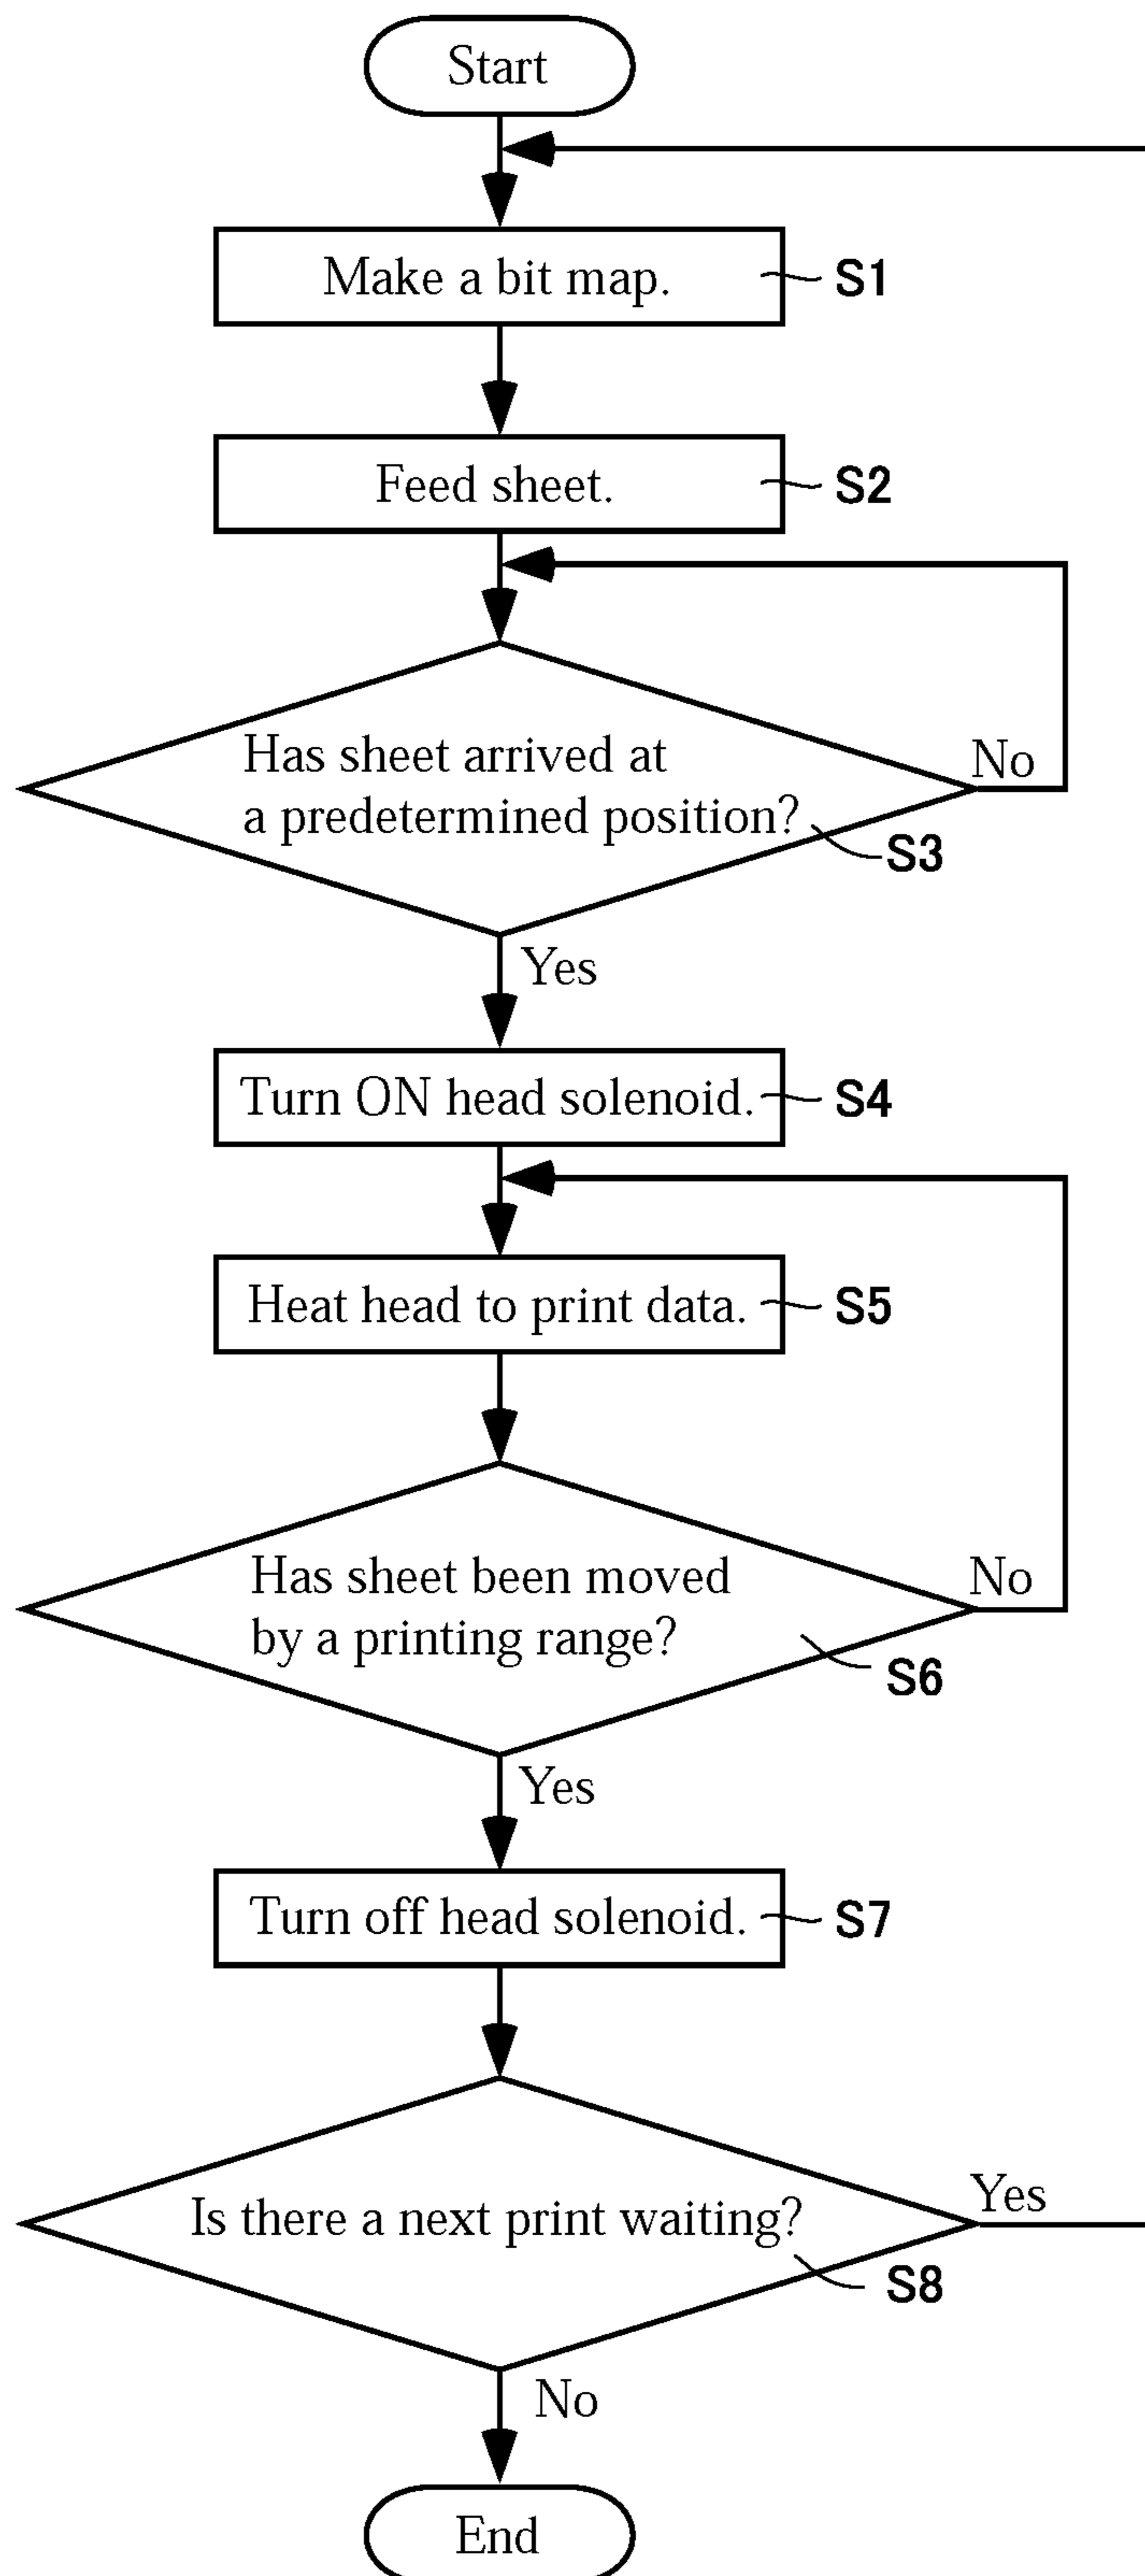 Start
Make a bit map.
S1
Feed sheet.
S2
Has sheet arrived at
a predetermined position?
No
S3
Yes
Turn ON head solenoid.
S4
Heat head to print data.
S5
Has sheet been moved
by a printing range?
No
S6
Yes
Turn off head solenoid.
S7
Is there a next print waiting?
Yes
S8
No
End